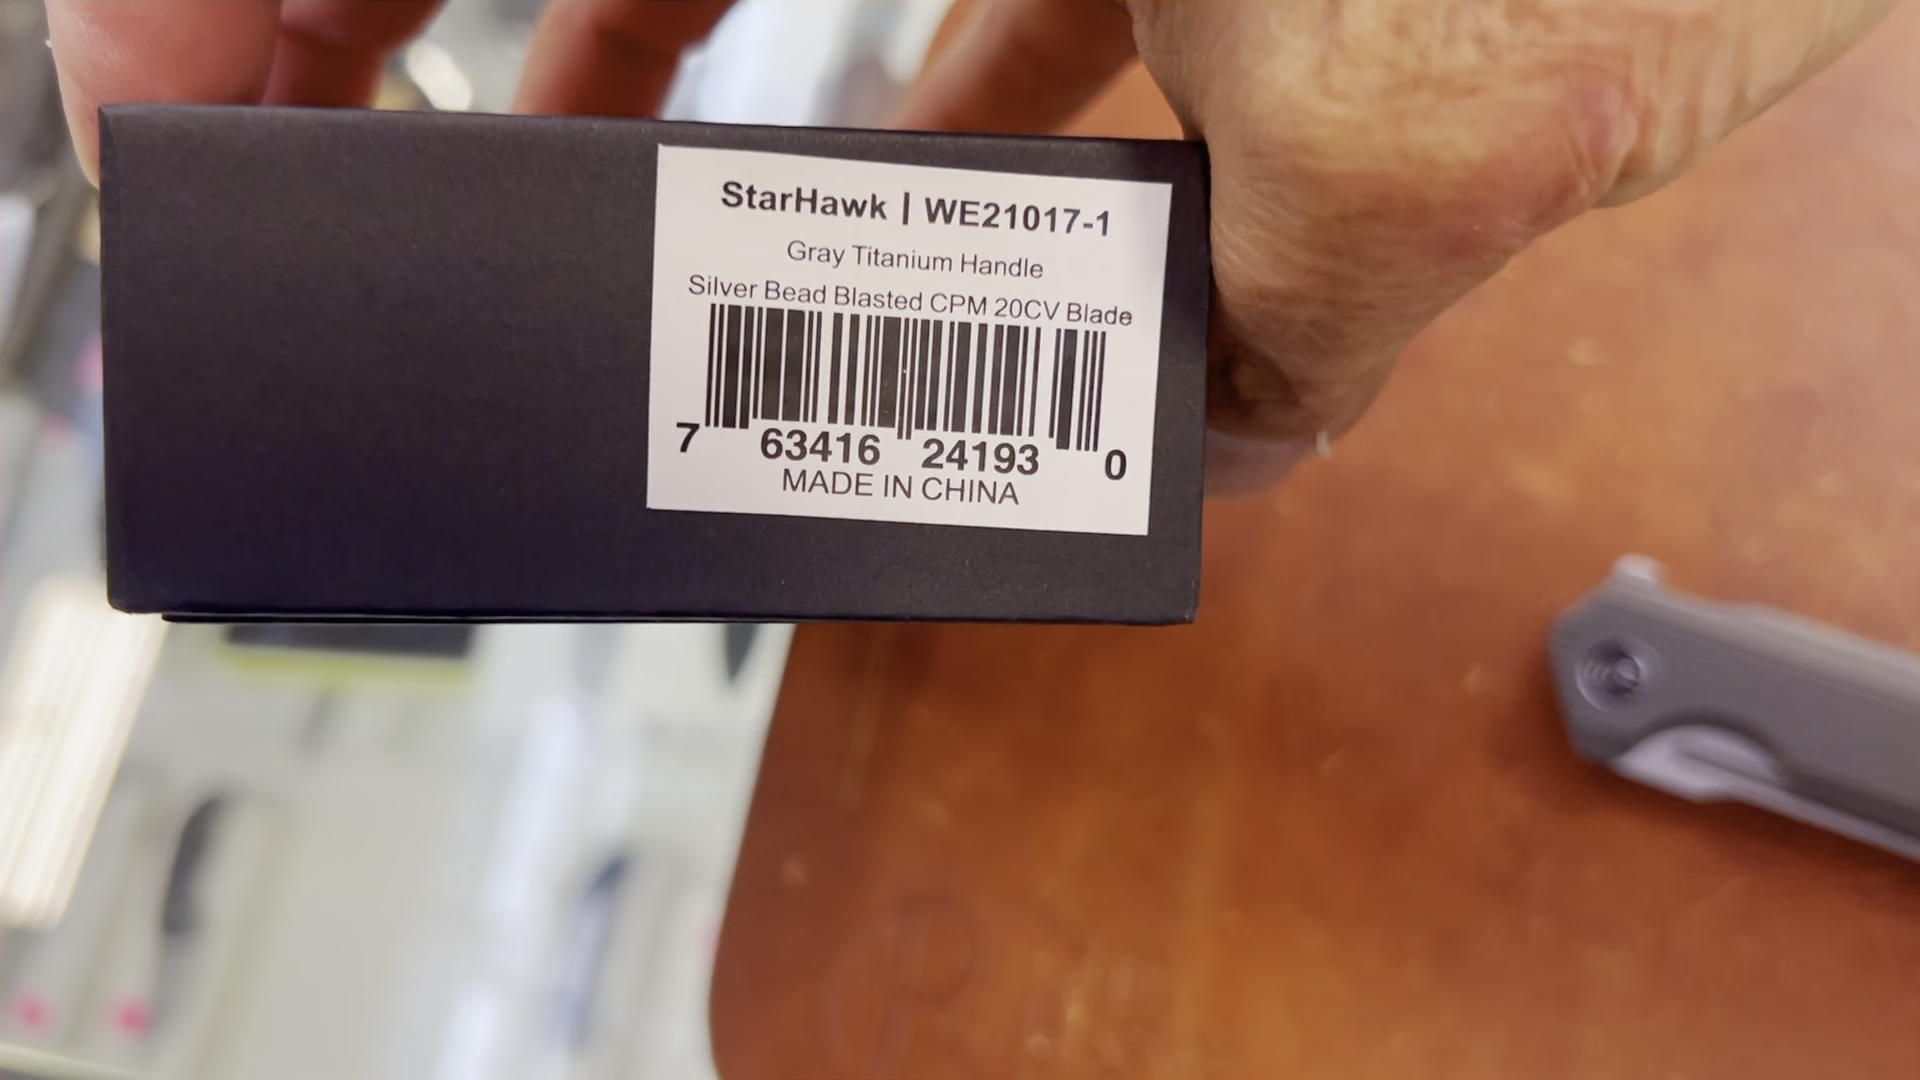 StarHawk | WE21017-1
Gray Titanium Handle
Silver Bead Blasted CPM 20CV Blade
7 63416 24193 0
MADE IN CHINA